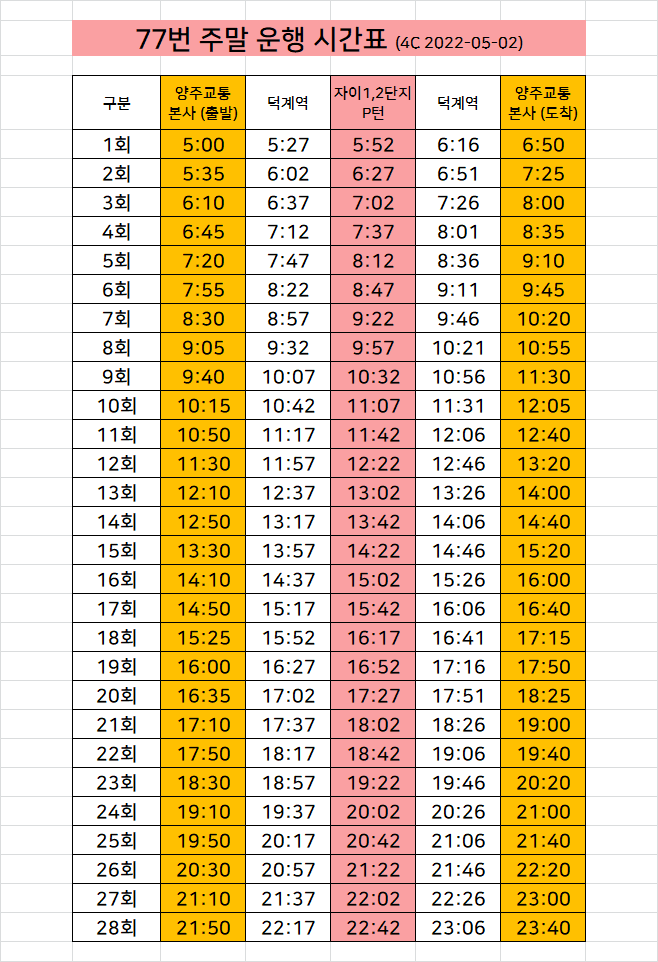 77번 주말 운행 시간표 (4C 2022-05-02)
구분 양주교통 본사 (출발) 덕계역 자이1,2단지 P턴 덕계역 양주교통 본사 (도착)
1회 5:00 5:27 5:52 6:16 6:50
2회 5:35 6:02 6:27 6:51 7:25
3회 6:10 6:37 7:02 7:26 8:00
4회 6:45 7:12 7:37 8:01 8:35
5회 7:20 7:47 8:12 8:36 9:10
6회 7:55 8:22 8:47 9:11 9:45
7회 8:30 8:57 9:22 9:46 10:20
8회 9:05 9:32 9:57 10:21 10:55
9회 9:40 10:07 10:32 10:56 11:30
10회 10:15 10:42 11:07 11:31 12:05
11회 10:50 11:17 11:42 12:06 12:40
12회 11:30 11:57 12:22 12:46 13:20
13회 12:10 12:37 13:02 13:26 14:00
14회 12:50 13:17 13:42 14:06 14:40
15회 13:30 13:57 14:22 14:46 15:20
16회 14:10 14:37 15:02 15:26 16:00
17회 14:50 15:17 15:42 16:06 16:40
18회 15:25 15:52 16:17 16:41 17:15
19회 16:00 16:27 16:52 17:16 17:50
20회 16:35 17:02 17:27 17:51 18:25
21회 17:10 17:37 18:02 18:26 19:00
22회 17:50 18:17 18:42 19:06 19:40
23회 18:30 18:57 19:22 19:46 20:20
24회 19:10 19:37 20:02 20:26 21:00
25회 19:50 20:17 20:42 21:06 21:40
26회 20:30 20:57 21:22 21:46 22:20
27회 21:10 21:37 22:02 22:26 23:00
28회 21:50 22:17 22:42 23:06 23:40